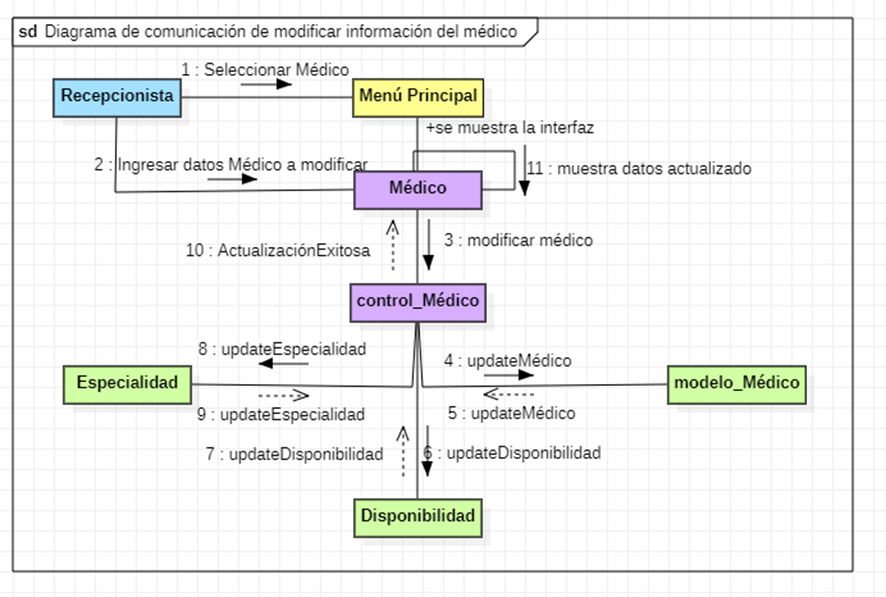 sd Diagrama de comunicación de modificar información del médico
1 : Seleccionar Médico
Recepcionista
Menú Principal
+se muestra la interfaz
2 : Ingresar datos Médico a modificar
11 : muestra datos actualizado
Médico
10 : ActualizaciónExitosa
3 : modificar médico
control_Médico
8 : updateEspecialidad
4 : updateMédico
Especialidad
modelo_Médico
9 : updateEspecialidad
5 : updateMédico
7 : updateDisponibilidad
6 : updateDisponibilidad
Disponibilidad